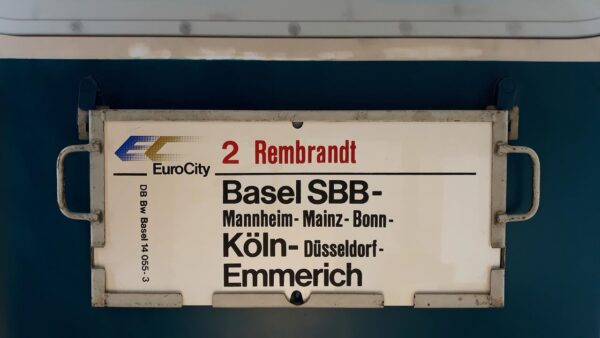 EC
EuroCity
2 Rembrandt
Basel SBB-
Mannheim- Mainz- Bonn-
Köln- Düsseldorf-
Emmerich
DB Bw Basel 14 055-3